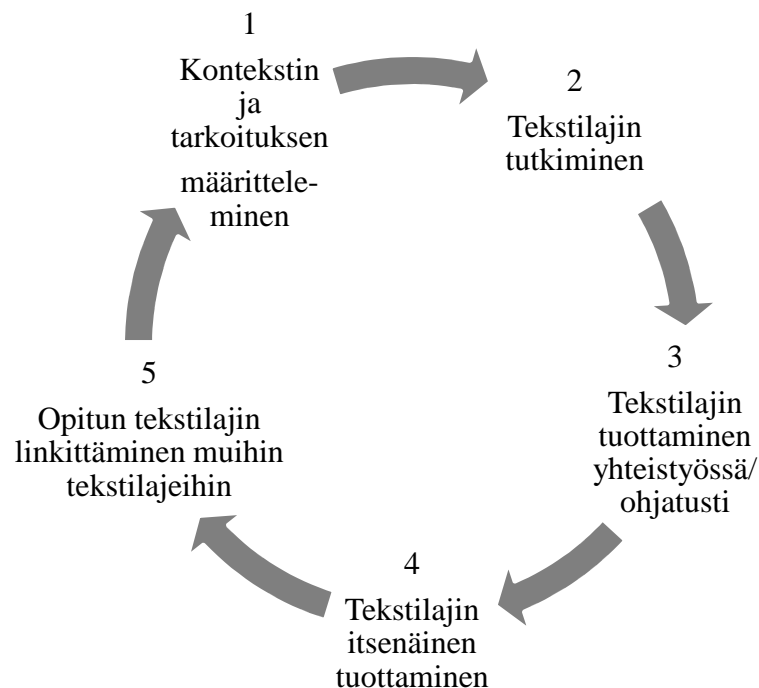 1
Kontekstin
ja
tarkoituksen
määrittele-
minen
2
Tekstilajin
tutkiminen
3
Tekstilajin
tuottaminen
yhteistyössä/
ohjatusti
4
Tekstilajin
itsenäinen
tuottaminen
5
Opitun tekstilajin
linkittäminen muihin
tekstilajeihin